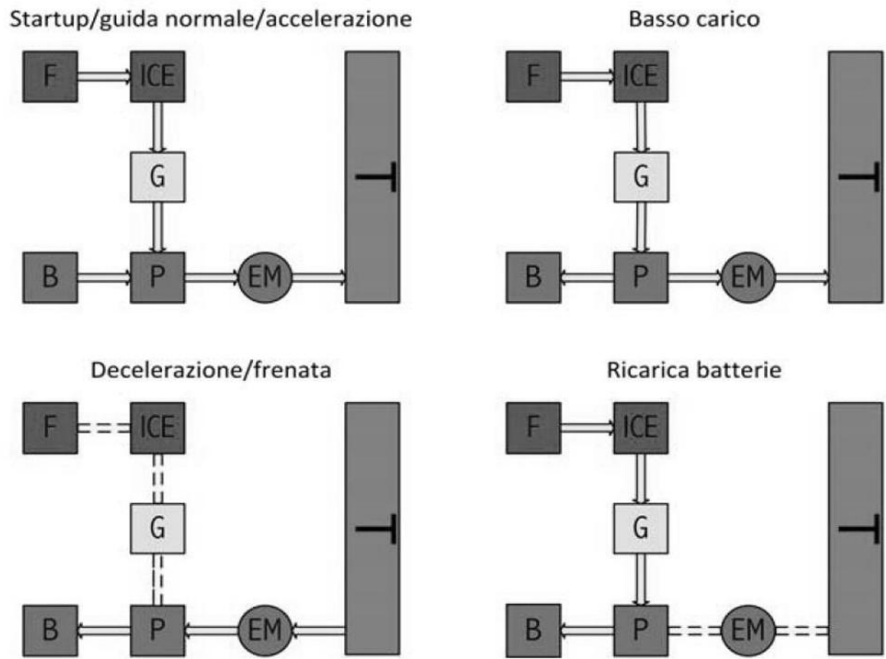 Startup/guida normale/accelerazione
F ICE
G
B P EM
Basso carico
F ICE
G
B P EM
Decelerazione/frenata
F ICE
G
B P EM
Ricarica batterie
F ICE
G
B P EM